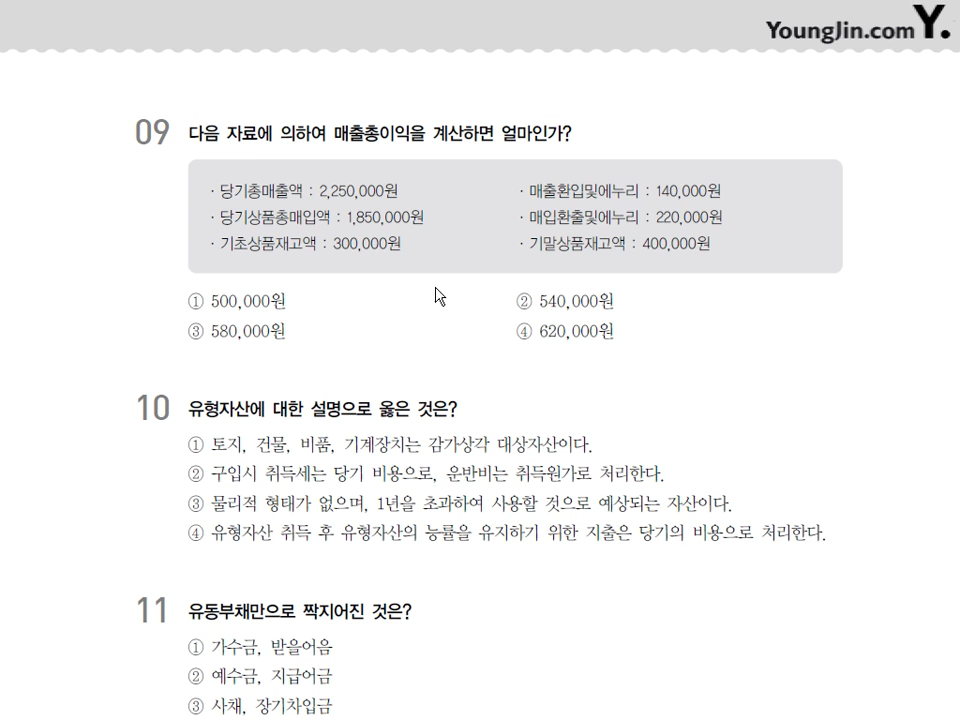 YoungJin.com Y.
09 다음 자료에 의하여 매출총이익을 계산하면 얼마인가?
· 당기총매출액 : 2,250,000원 · 매출환입및에누리 : 140,000원
· 당기상품총매입액 : 1,850,000원 · 매입환출및에누리 : 220,000원
· 기초상품재고액 : 300,000원 · 기말상품재고액 : 400,000원
① 500,000원 ② 540,000원
③ 580,000원 ④ 620,000원
10 유형자산에 대한 설명으로 옳은 것은?
① 토지, 건물, 비품, 기계장치는 감가상각 대상자산이다.
② 구입시 취득세는 당기 비용으로, 운반비는 취득원가로 처리한다.
③ 물리적 형태가 없으며, 1년을 초과하여 사용할 것으로 예상되는 자산이다.
④ 유형자산 취득 후 유형자산의 능률을 유지하기 위한 지출은 당기의 비용으로 처리한다.
11 유동부채만으로 짝지어진 것은?
① 가수금, 받을어음
② 예수금, 지급어금
③ 사채, 장기차입금